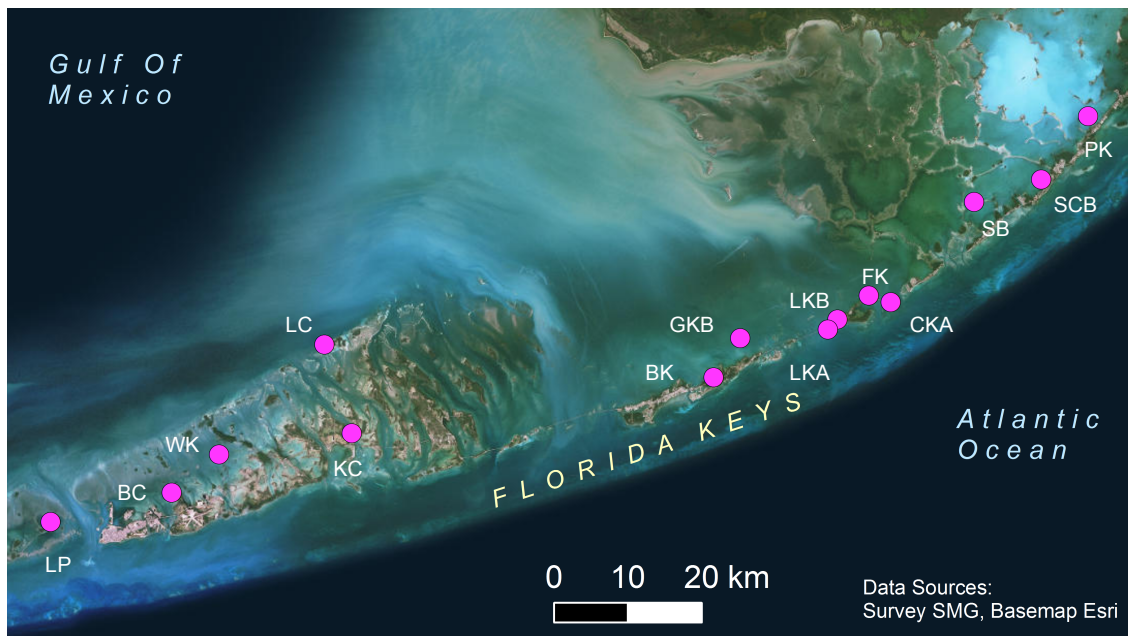 Gulf Of
Mexico
PK
SCB
SB
FK
LKB
CKA
LC
GKB
BK
LKA
FLORIDA KEYS
Atlantic
Ocean
WK
KC
BC
LP
0 10 20 km
Data Sources:
Survey SMG, Basemap Esri